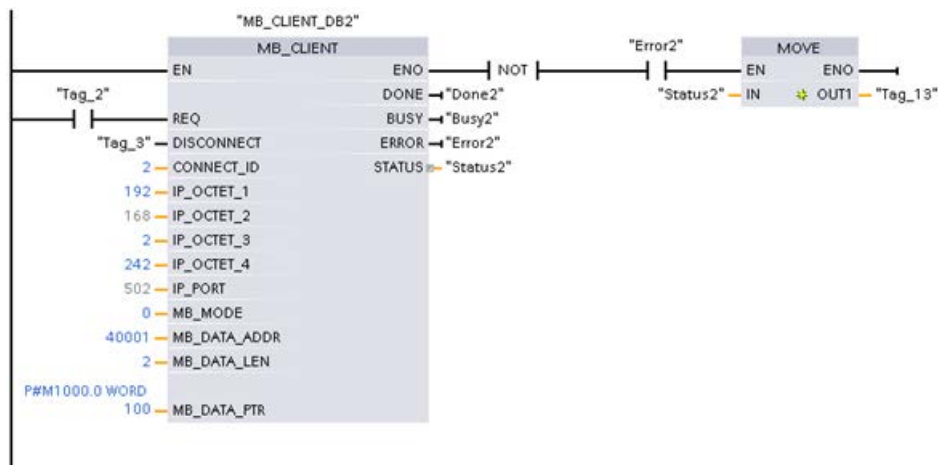 "MB_CLIENT_DB2"
MB_CLIENT
"Error2"
MOVE
EN ENO NOT EN ENO
"Tag_2" DONE "Done2" "Status2" IN OUT1 "Tag_13"
REQ BUSY "Busy2"
"Tag_3" DISCONNECT ERROR "Error2"
2 CONNECT_ID STATUS "Status2"
192 IP_OCTET_1
168 IP_OCTET_2
2 IP_OCTET_3
242 IP_OCTET_4
502 IP_PORT
0 MB_MODE
40001 MB_DATA_ADDR
2 MB_DATA_LEN
P#M1000.0 WORD
100 MB_DATA_PTR